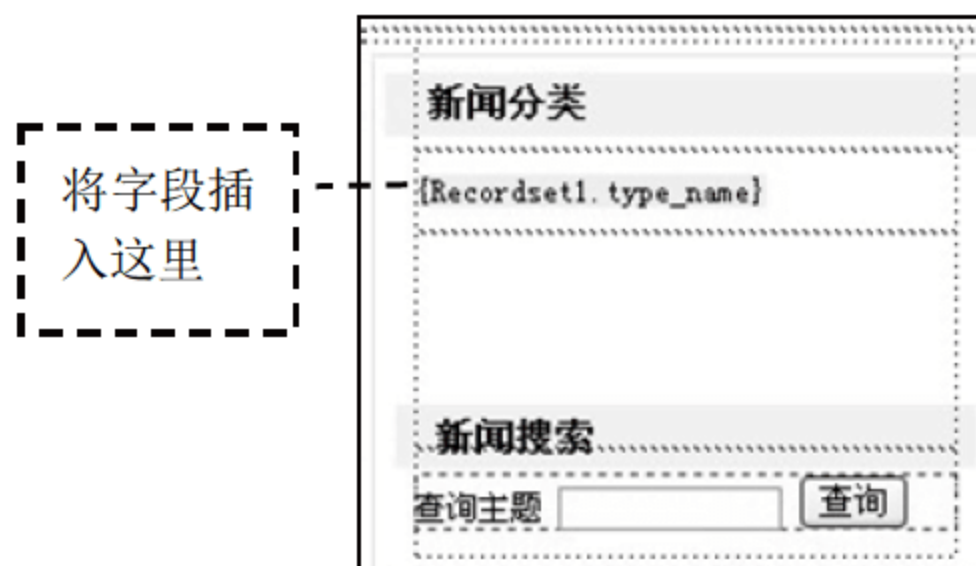 新闻分类
将字段插
入这里
{Recordset1.type_name}
新闻搜索
查询主题 查询